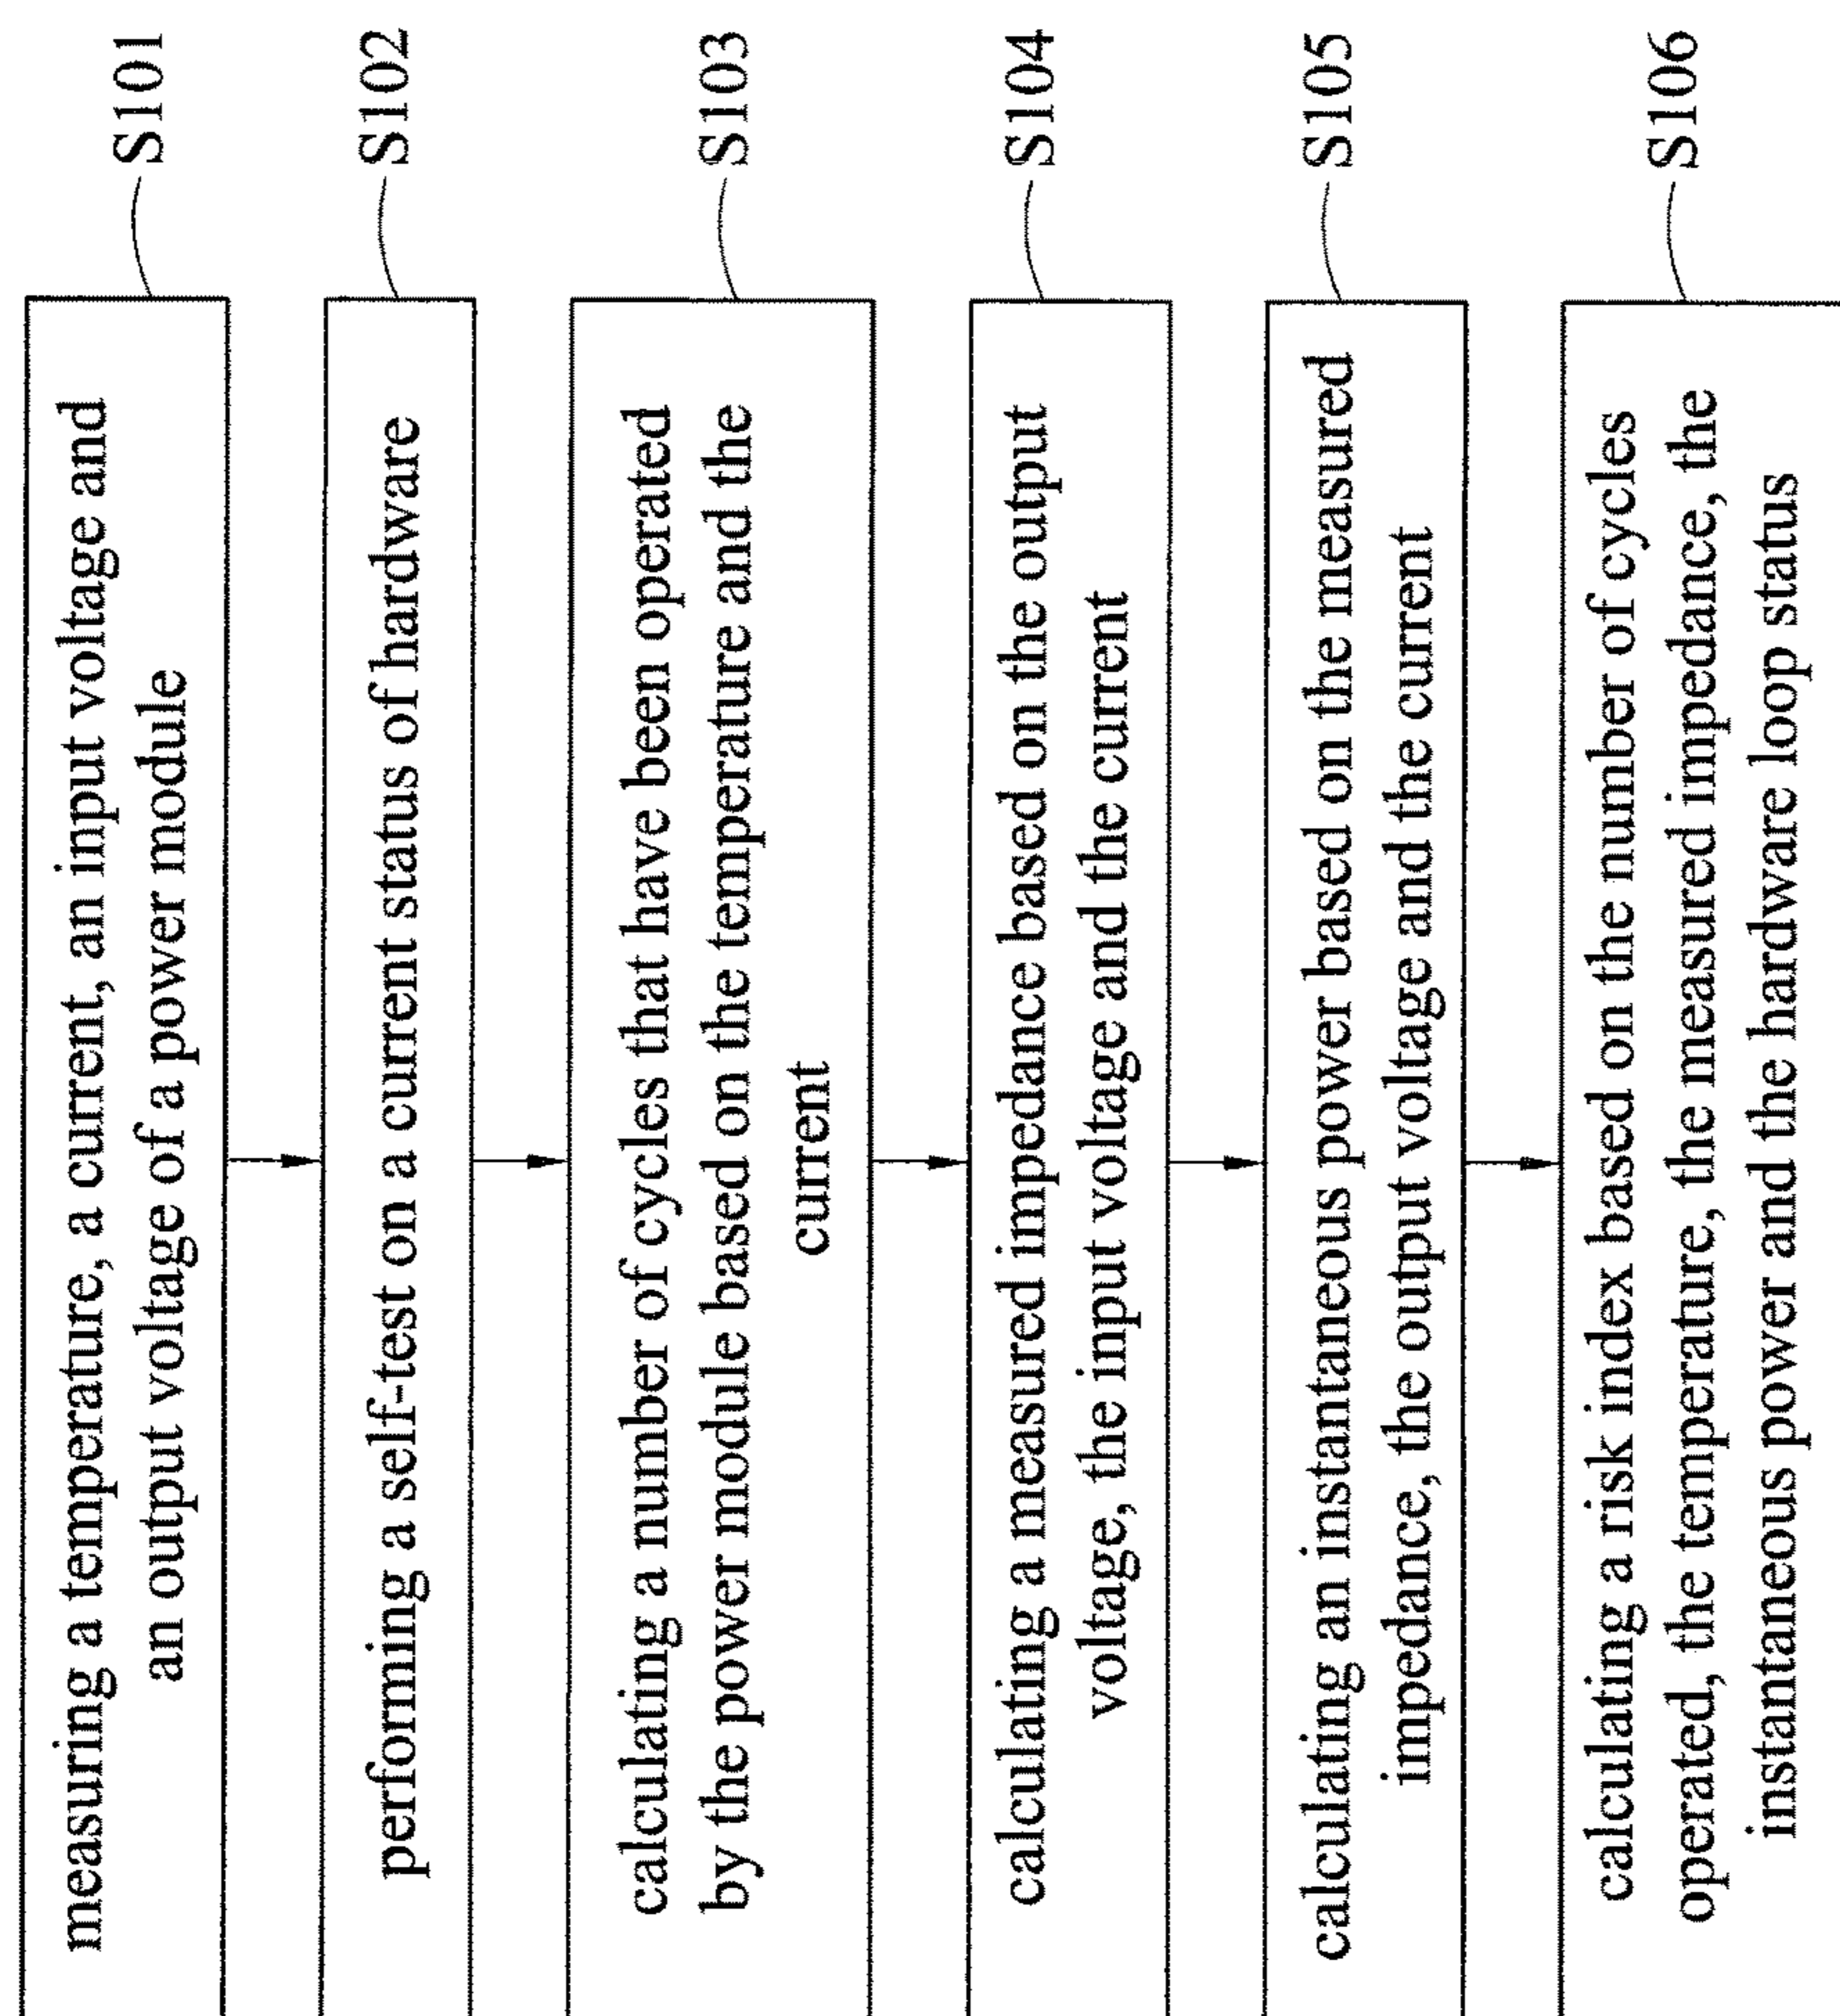 measuring a temperature, a current, an input voltage and
an output voltage of a power module
S101
performing a self-test on a current status of hardware
S102
calculating a number of cycles that have been operated
by the power module based on the temperature and the
current
S103
calculating a measured impedance based on the output
voltage, the input voltage and the current
S104
calculating an instantaneous power based on the measured
impedance, the output voltage and the current
S105
calculating a risk index based on the number of cycles
operated, the temperature, the measured impedance, the
instantaneous power and the hardware loop status
S106